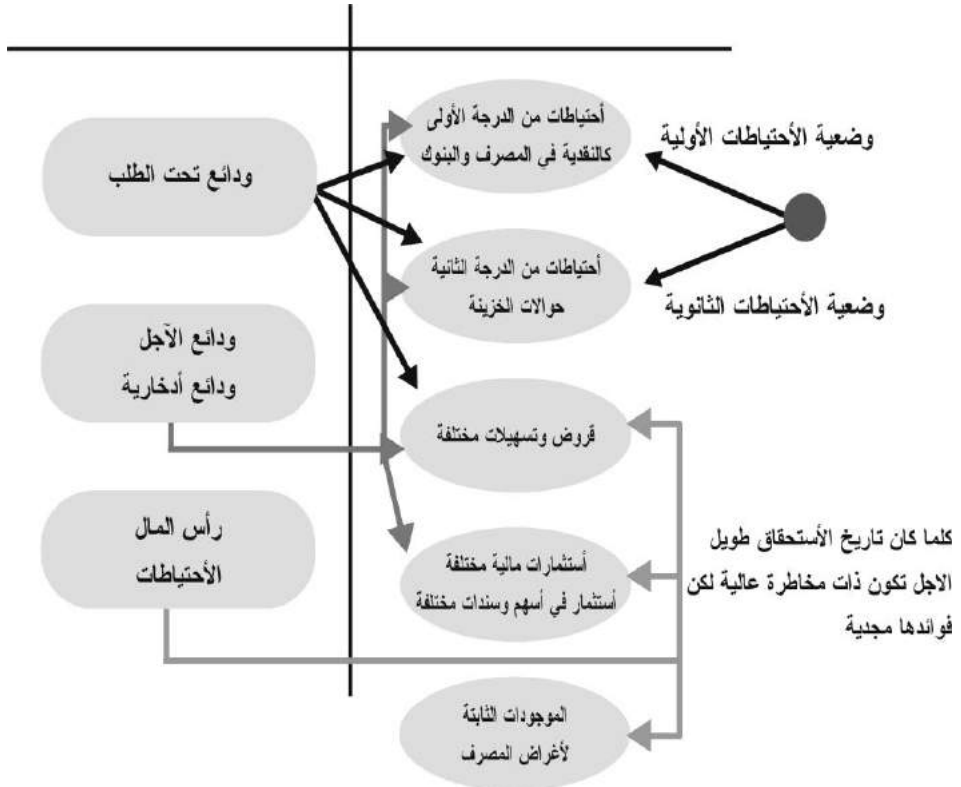 أحتياطات من الدرجة الأولى
كالنقدية في المصرف والبنوك
وضعية الأحتياطات الأولية
ودائع تحت الطلب
أحتياطات من الدرجة الثانية
حوالات الخزينة
وضعية الأحتياطات الثانوية
ودائع الآجل
ودائع أدخارية
قروض وتسهيلات مختلفة
رأس المال
الأحتياطات
أستثمارات مالية مختلفة
أستثمار في أسهم وسندات مختلفة
كلما كان تاريخ الأستحقاق طويل
الاجل تكون ذات مخاطرة عالية لكن
فوائدها مجدية
الموجودات الثابتة
لأغراض المصرف